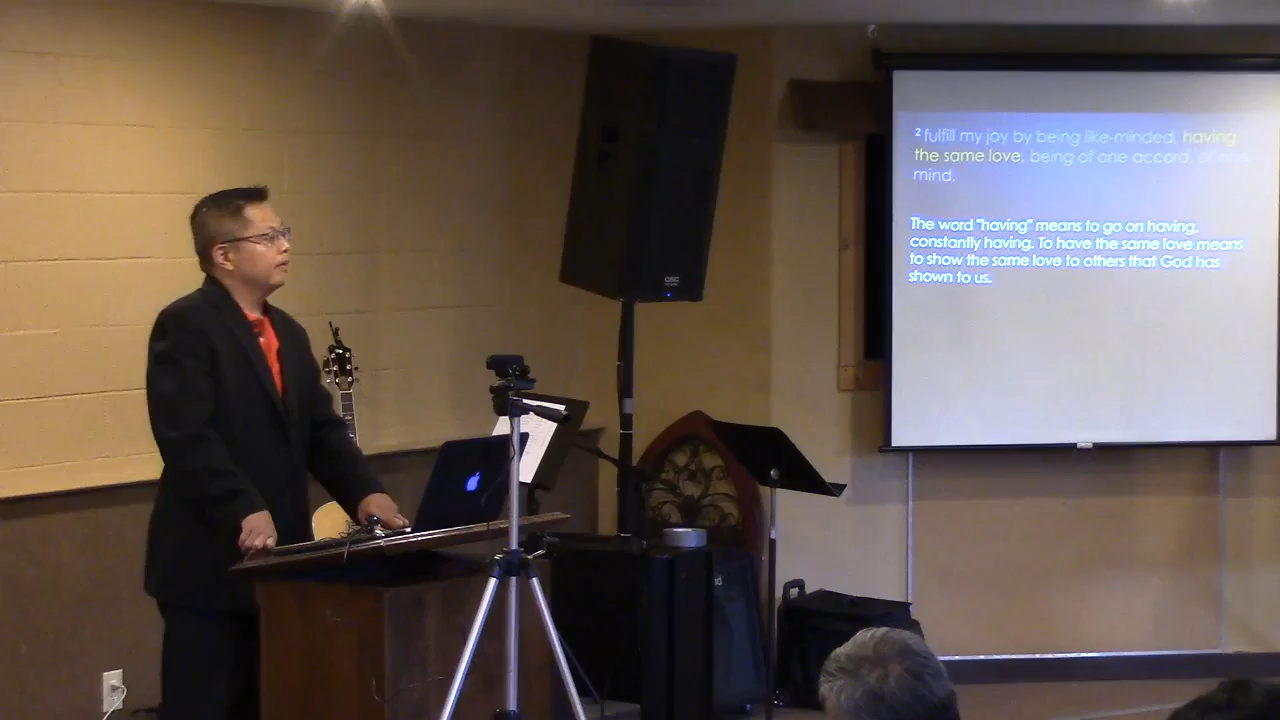 2 fulfill my joy by being like-minded, having
the same love, being of one accord, of one
mind.
The word "having" means to go on having,
constantly having. To have the same love means
to show the same love to others that God has
shown to us.
QSC